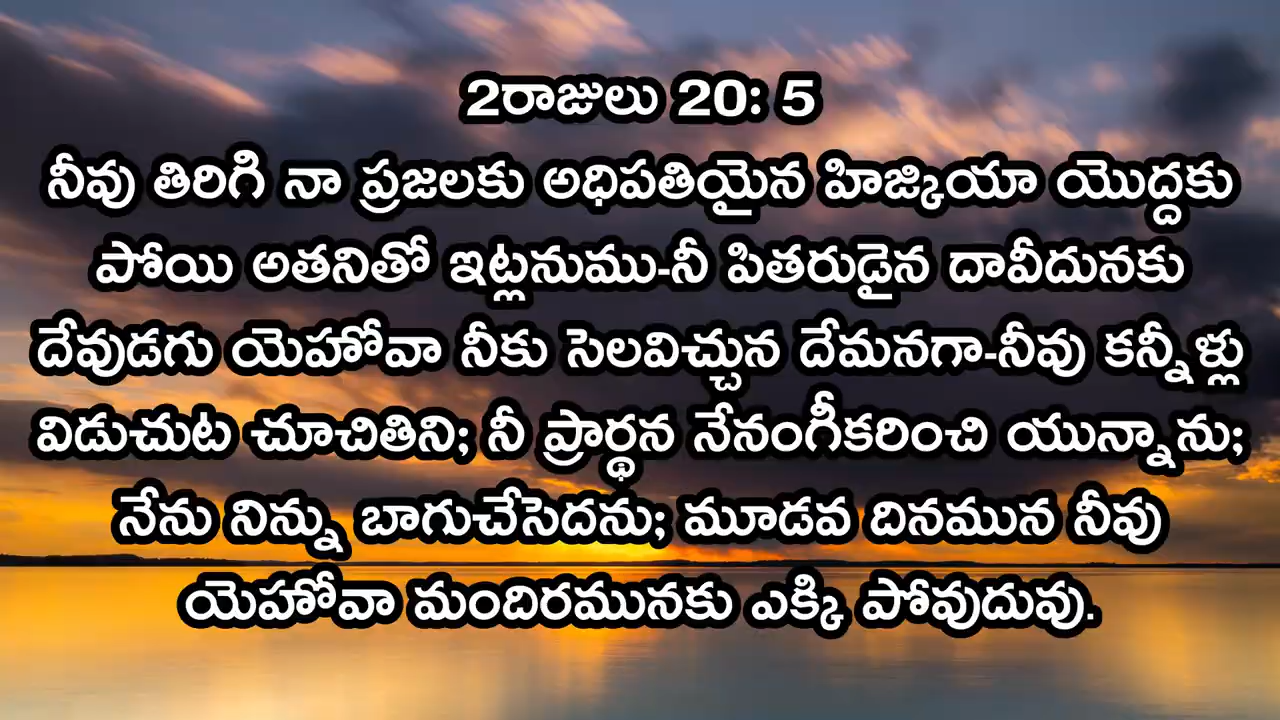 2రాజులు 20: 5
నీవు తిరిగి నా ప్రజలకు అధిపతియైన హిజ్కియా యొద్దకు
పోయి అతనితో ఇట్లనుము-నీ పితరుడైన దావీదునకు
దేవుడగు యెహోవా నీకు సెలవిచ్చున దేమనగా-నీవు కన్నీళ్లు
విడుచుట చూచితిని; నీ ప్రార్థన నేనంగీకరించి యున్నాను;
నేను నిన్ను బాగుచేసెదను; మూడవ దినమున నీవు
యెహోవా మందిరమునకు ఎక్కి పోవుదువు.